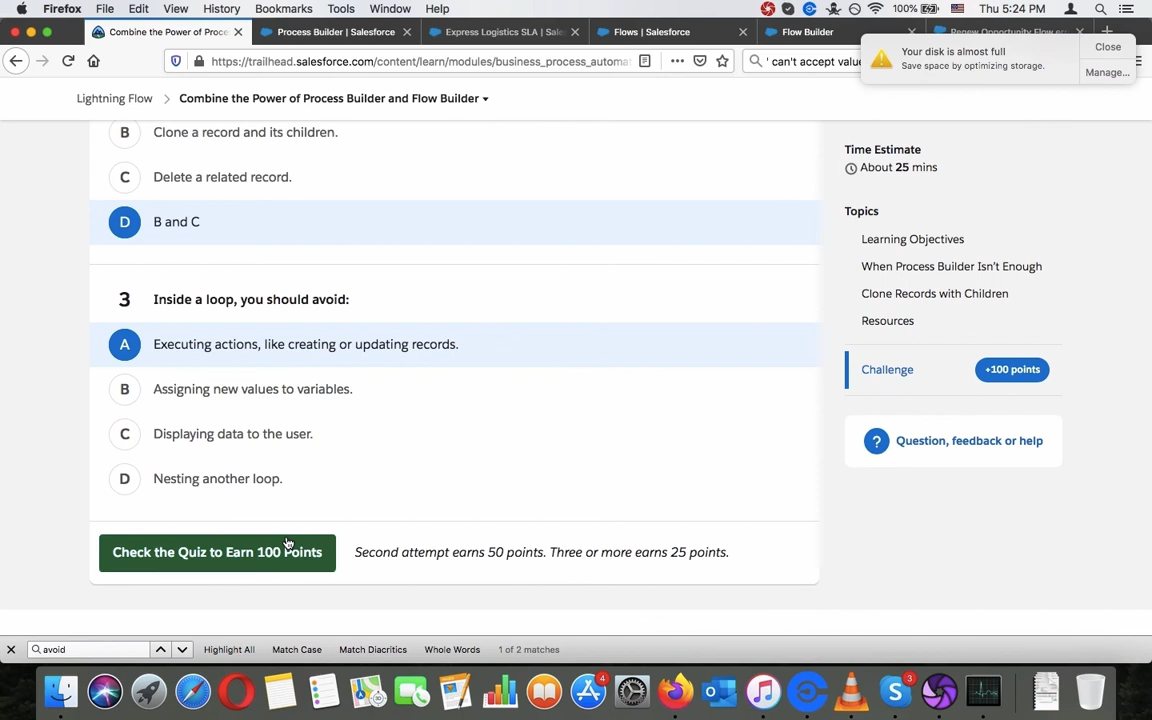 Firefox File Edit View History Bookmarks Tools Window Help 100% Thu 5:24 PM
Combine the Power of Proce Process Builder | Salesforce Express Logistics SLA | Sales Flows | Salesforce Flow Builder Renew Opportunity Flow
Your disk is almost full
Save space by optimizing storage.
Close
Manage...
https://trailhead.salesforce.com/content/learn/modules/business_process_automat
' can't accept value
Lightning Flow > Combine the Power of Process Builder and Flow Builder
B Clone a record and its children.
C Delete a related record.
D B and C
3 Inside a loop, you should avoid:
A Executing actions, like creating or updating records.
B Assigning new values to variables.
C Displaying data to the user.
D Nesting another loop.
Check the Quiz to Earn 100 Points Second attempt earns 50 points. Three or more earns 25 points.
Time Estimate
About 25 mins
Topics
Learning Objectives
When Process Builder Isn't Enough
Clone Records with Children
Resources
Challenge +100 points
? Question, feedback or help
avoid Highlight All Match Case Match Diacritics Whole Words 1 of 2 matches
4 3